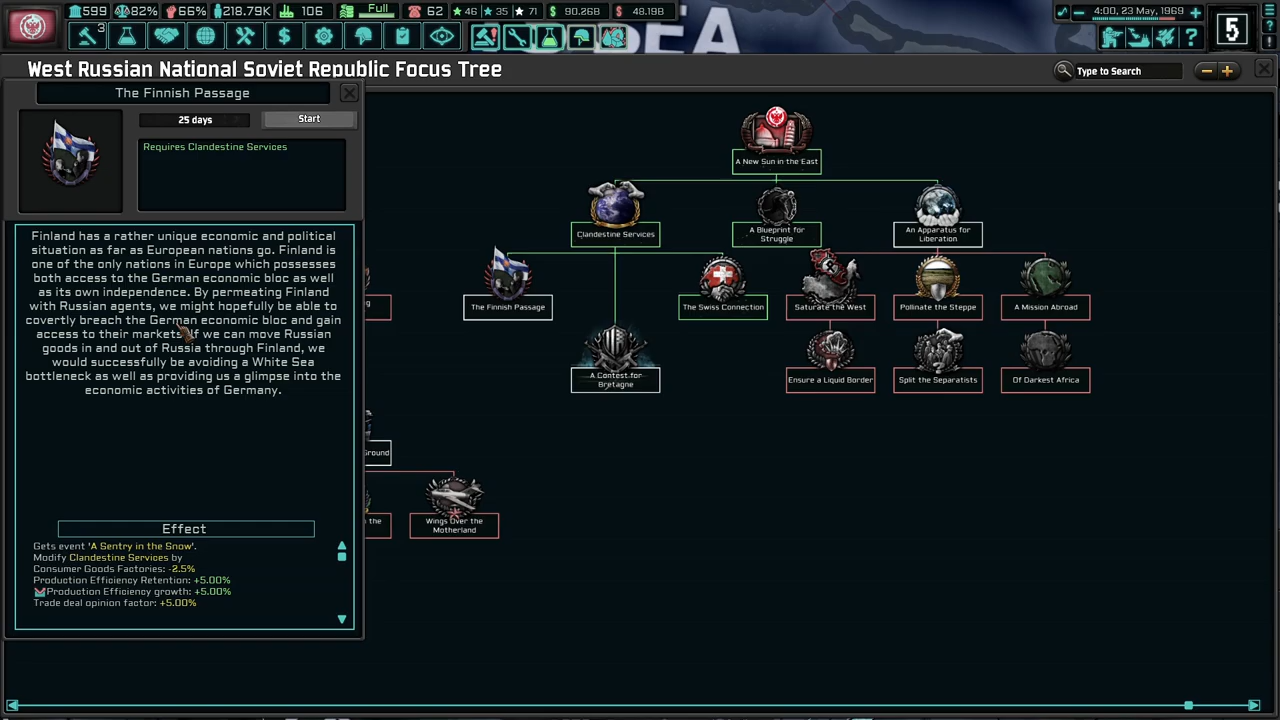 599 82% 66% 218.79K 106 Full 62 46 35 71 $ 90.26B $ 48.19B
4:00, 23 May, 1969
5
3
SEA
West Russian National Soviet Republic Focus Tree
Type to Search
The Finnish Passage
25 days
Start
Requires Clandestine Services
Finland has a rather unique economic and political
situation as far as European nations go. Finland is
one of the only nations in Europe which possesses
both access to the German economic bloc as well
as its own independence. By permeating Finland
with Russian agents, we might hopefully be able to
covertly breach the German economic bloc and gain
access to their markets. If we can move Russian
goods in and out of Russia through Finland, we
would successfully be avoiding a White Sea
bottleneck as well as providing us a glimpse into the
economic activities of Germany.
Effect
Gets event 'A Sentry in the Snow'.
Modify Clandestine Services by
Consumer Goods Factories: -2.5%
Production Efficiency Retention: +5.00%
Production Efficiency growth: +5.00%
Trade deal opinion factor: +5.00%
A New Sun in the East
Clandestine Services
A Blueprint for
Struggle
An Apparatus for
Liberation
The Finnish Passage
The Swiss Connection
Saturate the West
Pollinate the Steppe
A Mission Abroad
A Contest for
Bretagne
Ensure a Liquid Border
Split the Separatists
Of Darkest Africa
Ground
n the
Wings Over the
Motherland